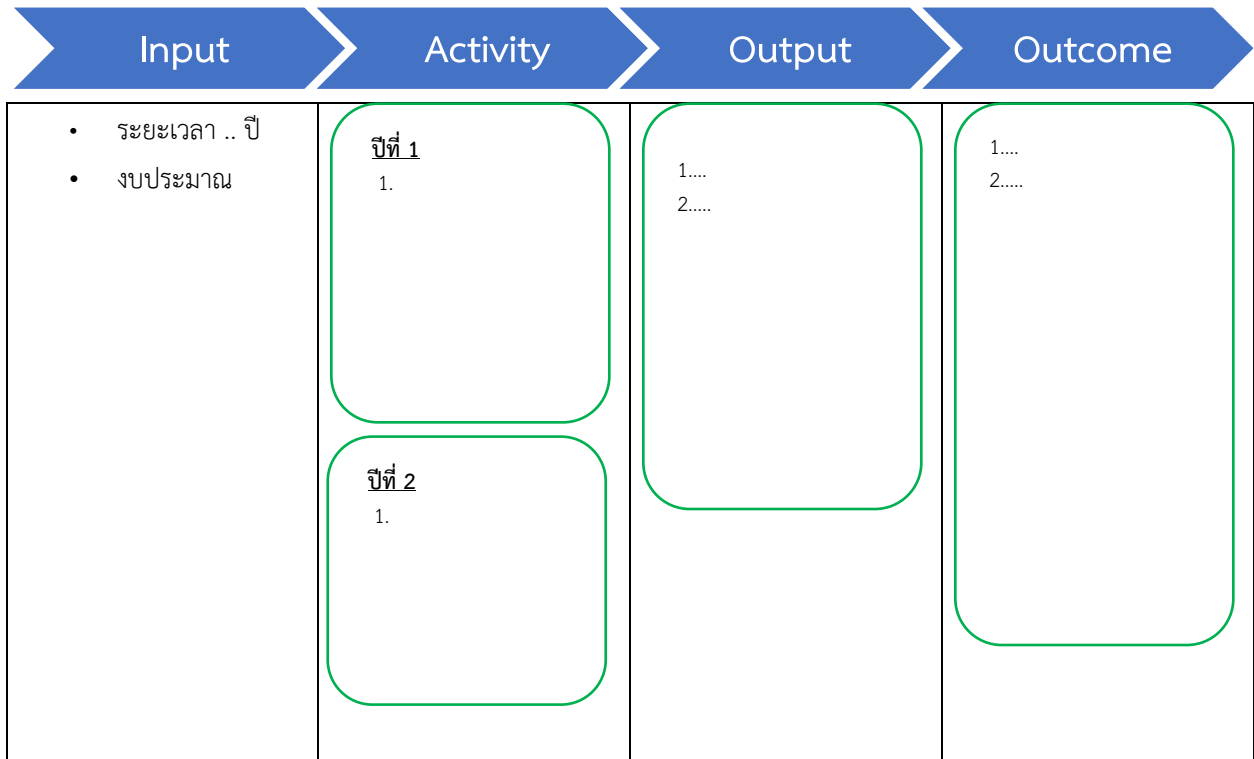 Input
Activity
Output
Outcome
• ระยะเวลา .. ปี
• งบประมาณ
ปีที่ 1
1.
ปีที่ 2
1.
1....
2.....
1....
2.....